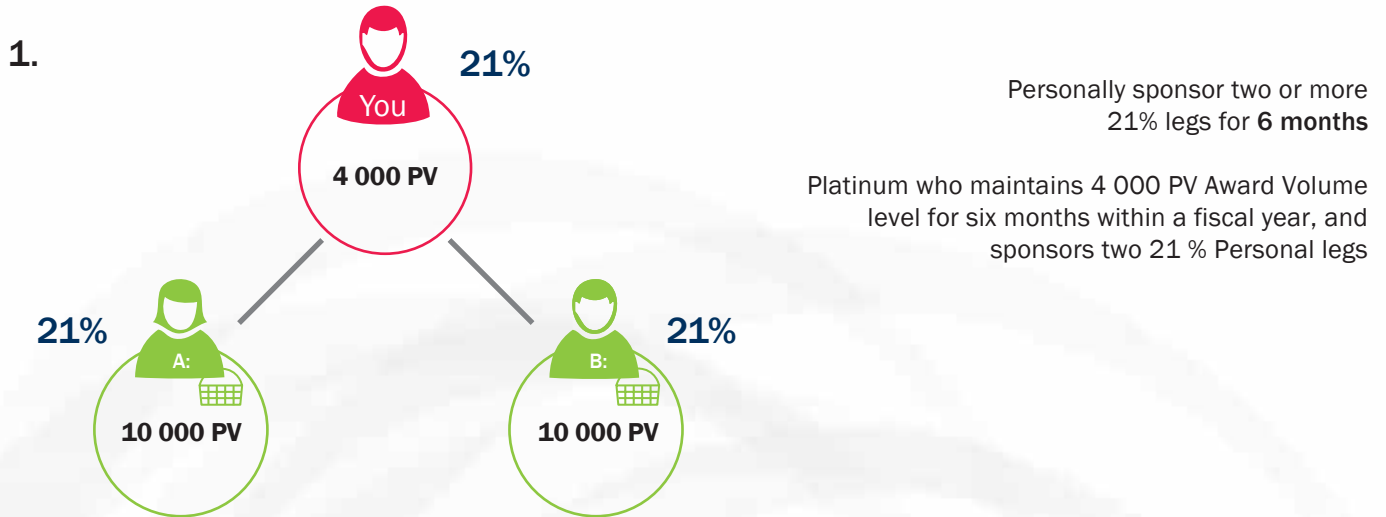 1.
21%
You
4 000 PV
Personally sponsor two or more
21% legs for 6 months
Platinum who maintains 4 000 PV Award Volume
level for six months within a fiscal year, and
sponsors two 21 % Personal legs
21%
A:
10 000 PV
21%
B:
10 000 PV